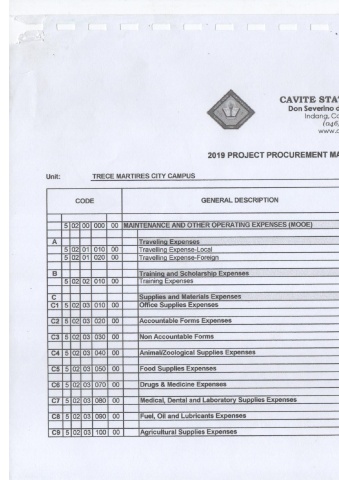 CAVITE STA
Don Severino d
Indang, Ca
www.c
2019 PROJECT PROCUREMENT MA
Unit: TRECE MARTIRES CITY CAMPUS
CODE GENERAL DESCRIPTION
5 02 00 000 00 MAINTENANCE AND OTHER OPERATING EXPENSES (MOOE)
A Travelling Expenses
5 02 01 010 00 Travelling Expense-Local
5 02 01 020 00 Travelling Expense-Foreign
B Training and Scholarship Expenses
5 02 02 010 00 Training Expenses
C Supplies and Materials Expenses
C1 5 02 03 010 00 Office Supplies Expenses
C2 5 02 03 020 00 Accountable Forms Expenses
C3 5 02 03 030 00 Non Accountable Forms
C4 5 02 03 040 00 Animal/Zoological Supplies Expenses
C5 5 02 03 050 00 Food Supplies Expenses
C6 5 02 03 070 00 Drugs & Medicine Expenses
C7 5 02 03 080 00 Medical, Dental and Laboratory Supplies Expenses
C8 5 02 03 090 00 Fuel, Oil and Lubricants Expenses
C9 5 02 03 100 00 Agricultural Supplies Expenses